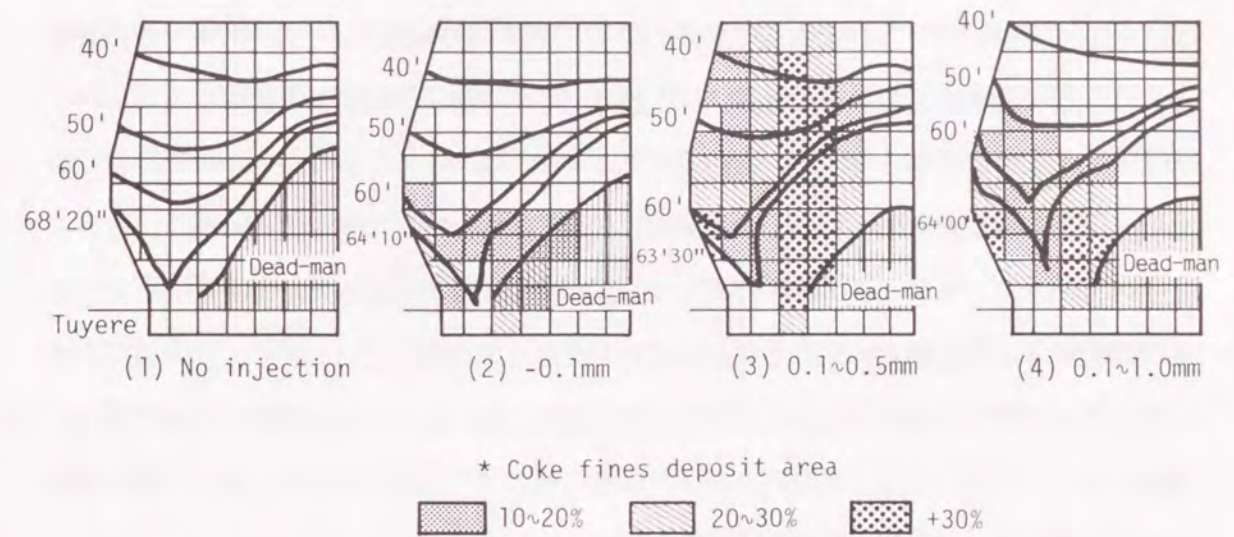 40'
50'
60'
68'20"
Dead-man
Tuyere
(1) No injection
40'
50'
60'
64'10"
Dead-man
(2) -0.1mm
40'
50'
60'
63'30"
Dead-man
(3) 0.1~0.5mm
40'
50'
60'
64'00"
Dead-man
(4) 0.1~1.0mm
* Coke fines deposit area
10~20%
20~30%
+30%